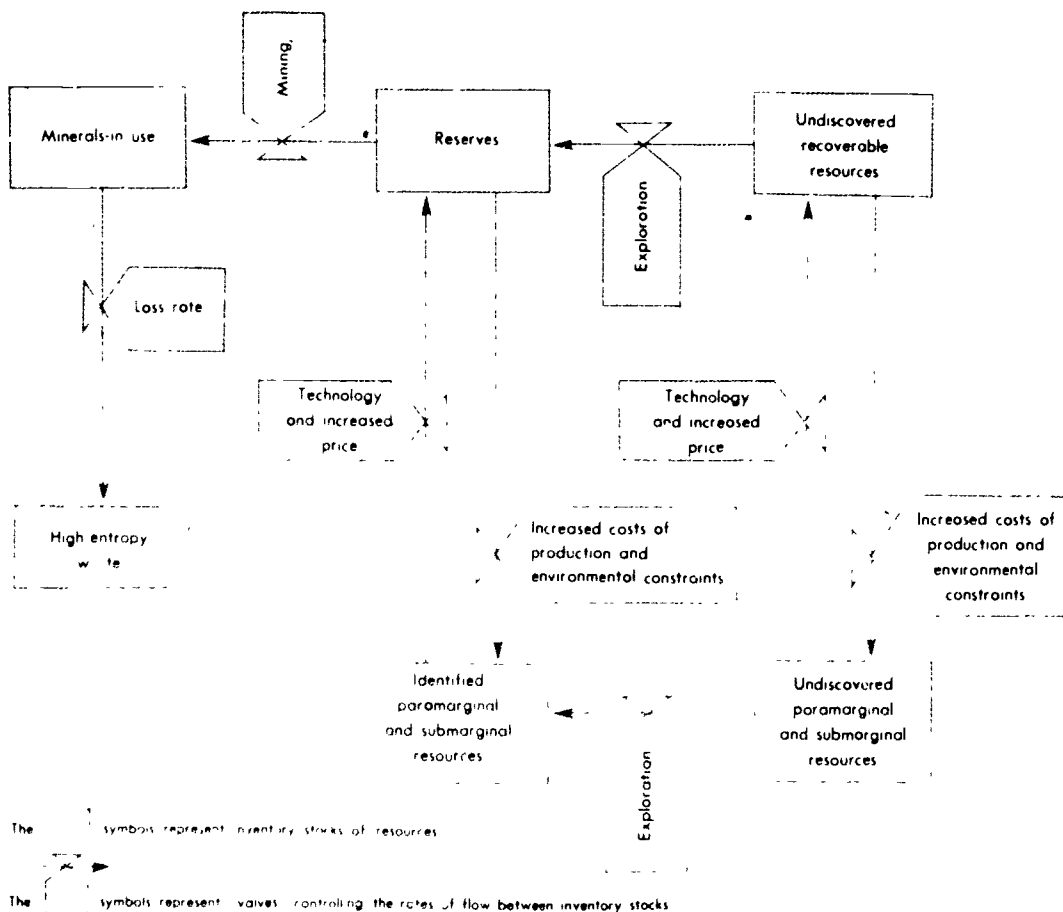 Mining,
Minerals-in use
Reserves
Undiscovered
recoverable
resources
Exploration
Loss rate
Technology
and increased
price
Technology
and increased
price
High entropy
Increased costs of
production and
environmental constraints
Increased costs of
production and
environmental
constraints
Identified
paramarginal
and submarginal
resources
Undiscovered
paramarginal
and submarginal
resources
Exploration
The symbols represent inventory stocks of resources
The symbols represent valves controlling the rates of flow between inventory stocks